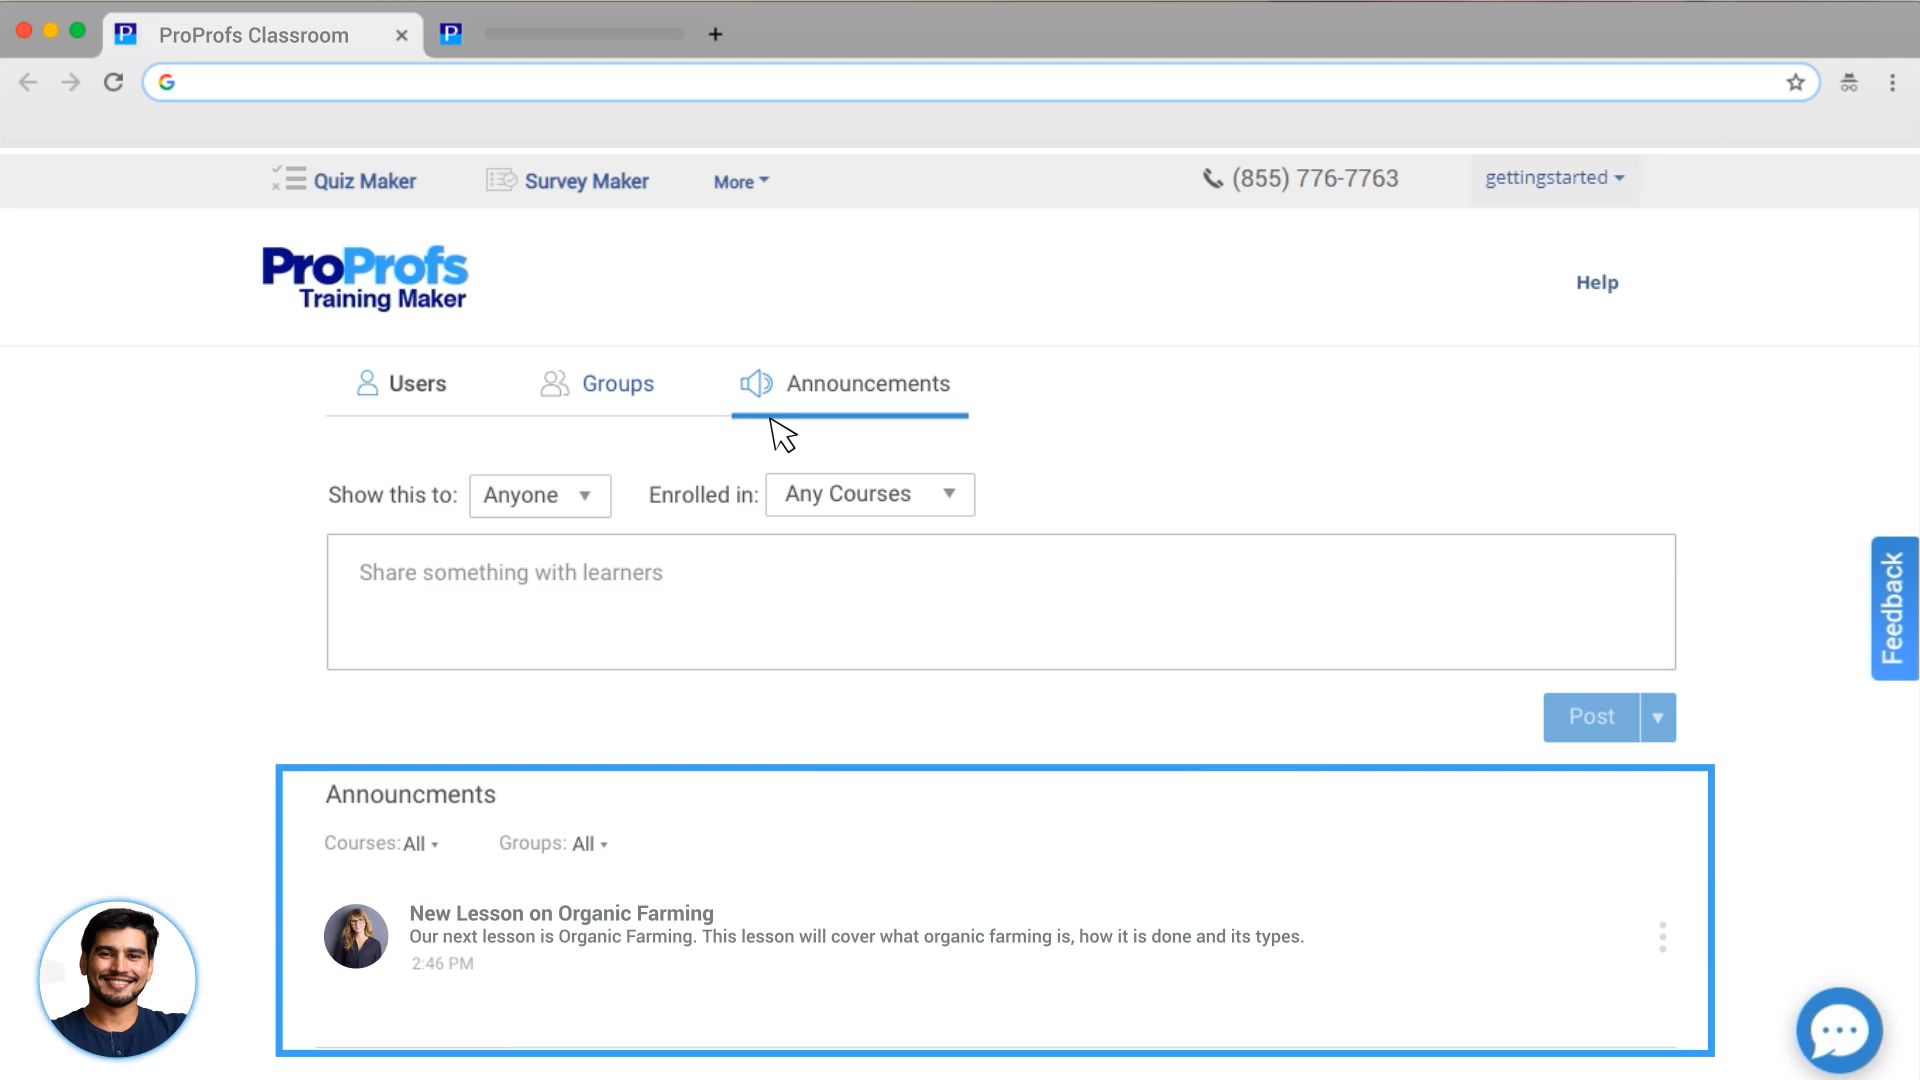 P ProProfs Classroom × P +
G
Quiz Maker Survey Maker More (855) 776-7763 gettingstarted
ProProfs
Training Maker
Help
Users Groups Announcements
Show this to: Anyone Enrolled in: Any Courses
Share something with learners
Feedback
Post
Announcments
Courses: All Groups: All
New Lesson on Organic Farming
Our next lesson is Organic Farming. This lesson will cover what organic farming is, how it is done and its types.
2:46 PM